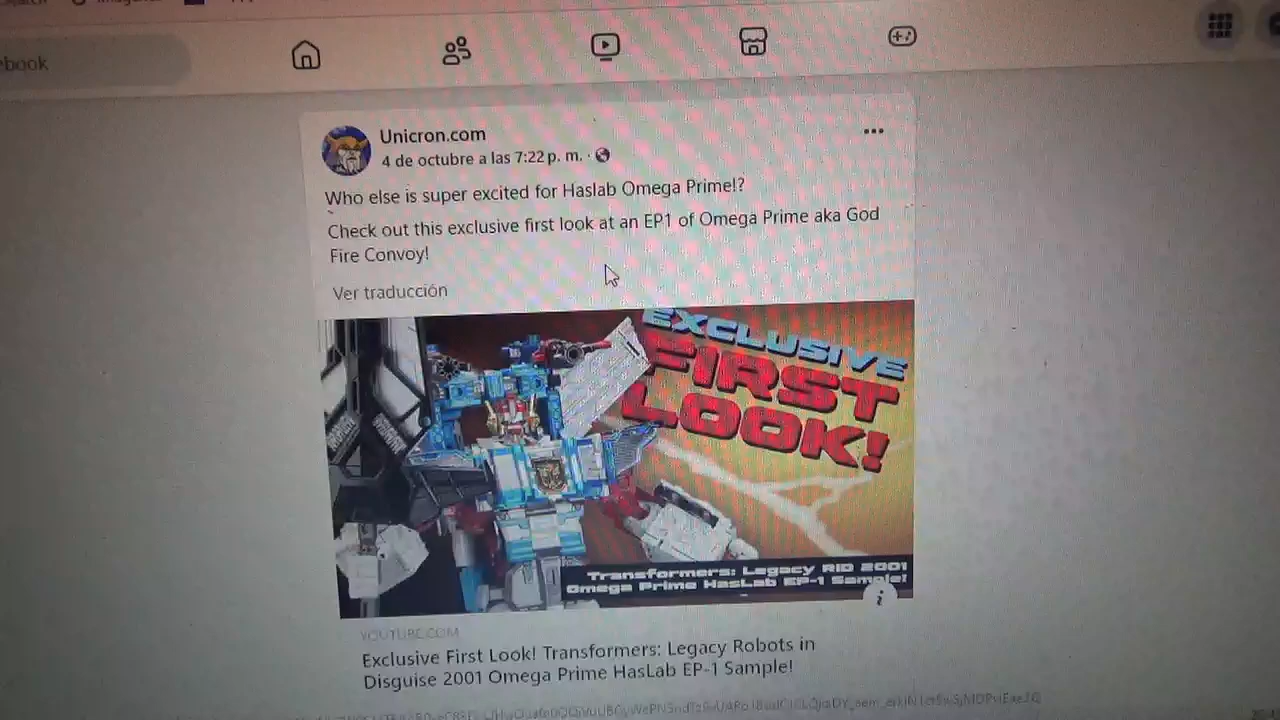 ebook
Unicron.com
4 de octubre a las 7:22 p. m. ·
Who else is super excited for Haslab Omega Prime!?
Check out this exclusive first look at an EP1 of Omega Prime aka God
Fire Convoy!
Ver traducción
EXCLUSIVE
FIRST
LOOK!
Transformers: Legacy RID 2001
Omega Prime HasLab EP-1 Sample!
YOUTUBE.COM
Exclusive First Look! Transformers: Legacy Robots in
Disguise 2001 Omega Prime HasLab EP-1 Sample!